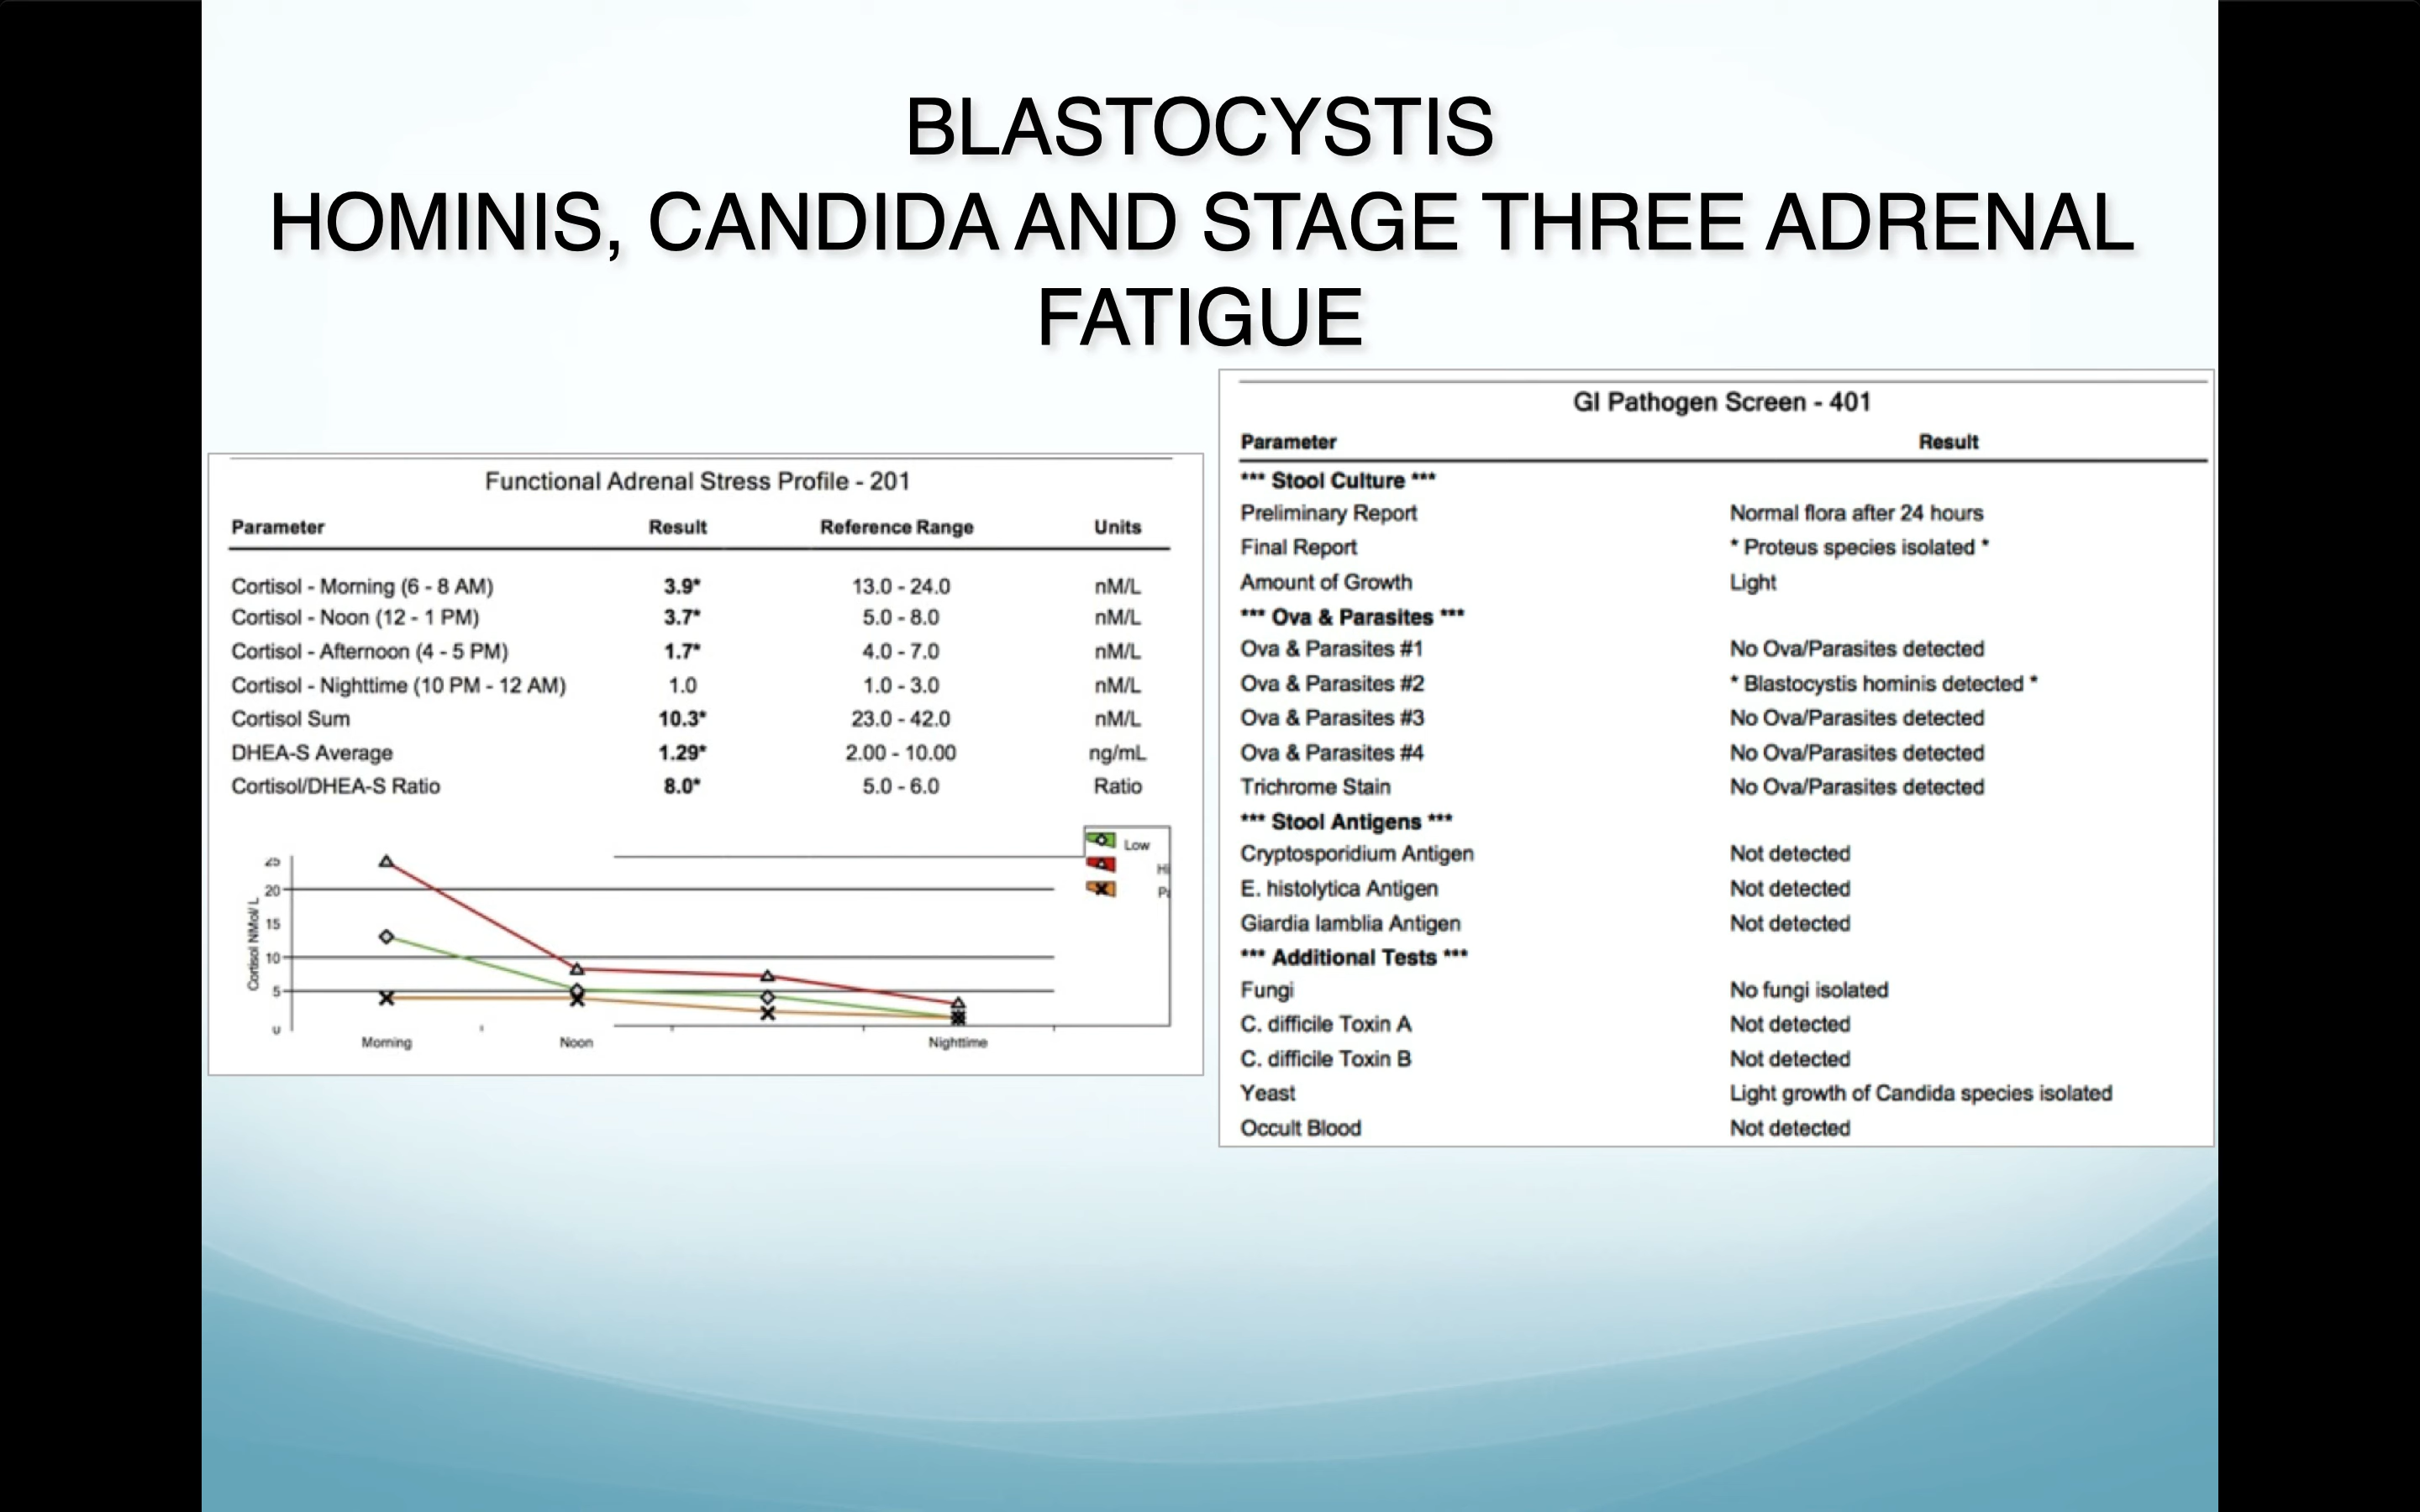 BLASTOCYSTIS
HOMINIS, CANDIDA AND STAGE THREE ADRENAL
FATIGUE
Functional Adrenal Stress Profile - 201
Parameter Result Reference Range Units
Cortisol - Morning (6 - 8 AM) 3.9* 13.0 - 24.0 nM/L
Cortisol - Noon (12 - 1 PM) 3.7* 5.0 - 8.0 nM/L
Cortisol - Afternoon (4 - 5 PM) 1.7* 4.0 - 7.0 nM/L
Cortisol - Nighttime (10 PM - 12 AM) 1.0 1.0 - 3.0 nM/L
Cortisol Sum 10.3* 23.0 - 42.0 nM/L
DHEA-S Average 1.29* 2.00 - 10.00 ng/mL
Cortisol/DHEA-S Ratio 8.0* 5.0 - 6.0 Ratio
Low
Hi
Pa
Cortisol NMol/ L
25
20
15
10
5
0
Morning Noon Nighttime
GI Pathogen Screen - 401
Parameter Result
*** Stool Culture ***
Preliminary Report Normal flora after 24 hours
Final Report * Proteus species isolated *
Amount of Growth Light
*** Ova & Parasites ***
Ova & Parasites #1 No Ova/Parasites detected
Ova & Parasites #2 * Blastocystis hominis detected *
Ova & Parasites #3 No Ova/Parasites detected
Ova & Parasites #4 No Ova/Parasites detected
Trichrome Stain No Ova/Parasites detected
*** Stool Antigens ***
Cryptosporidium Antigen Not detected
E. histolytica Antigen Not detected
Giardia lamblia Antigen Not detected
*** Additional Tests ***
Fungi No fungi isolated
C. difficile Toxin A Not detected
C. difficile Toxin B Not detected
Yeast Light growth of Candida species isolated
Occult Blood Not detected